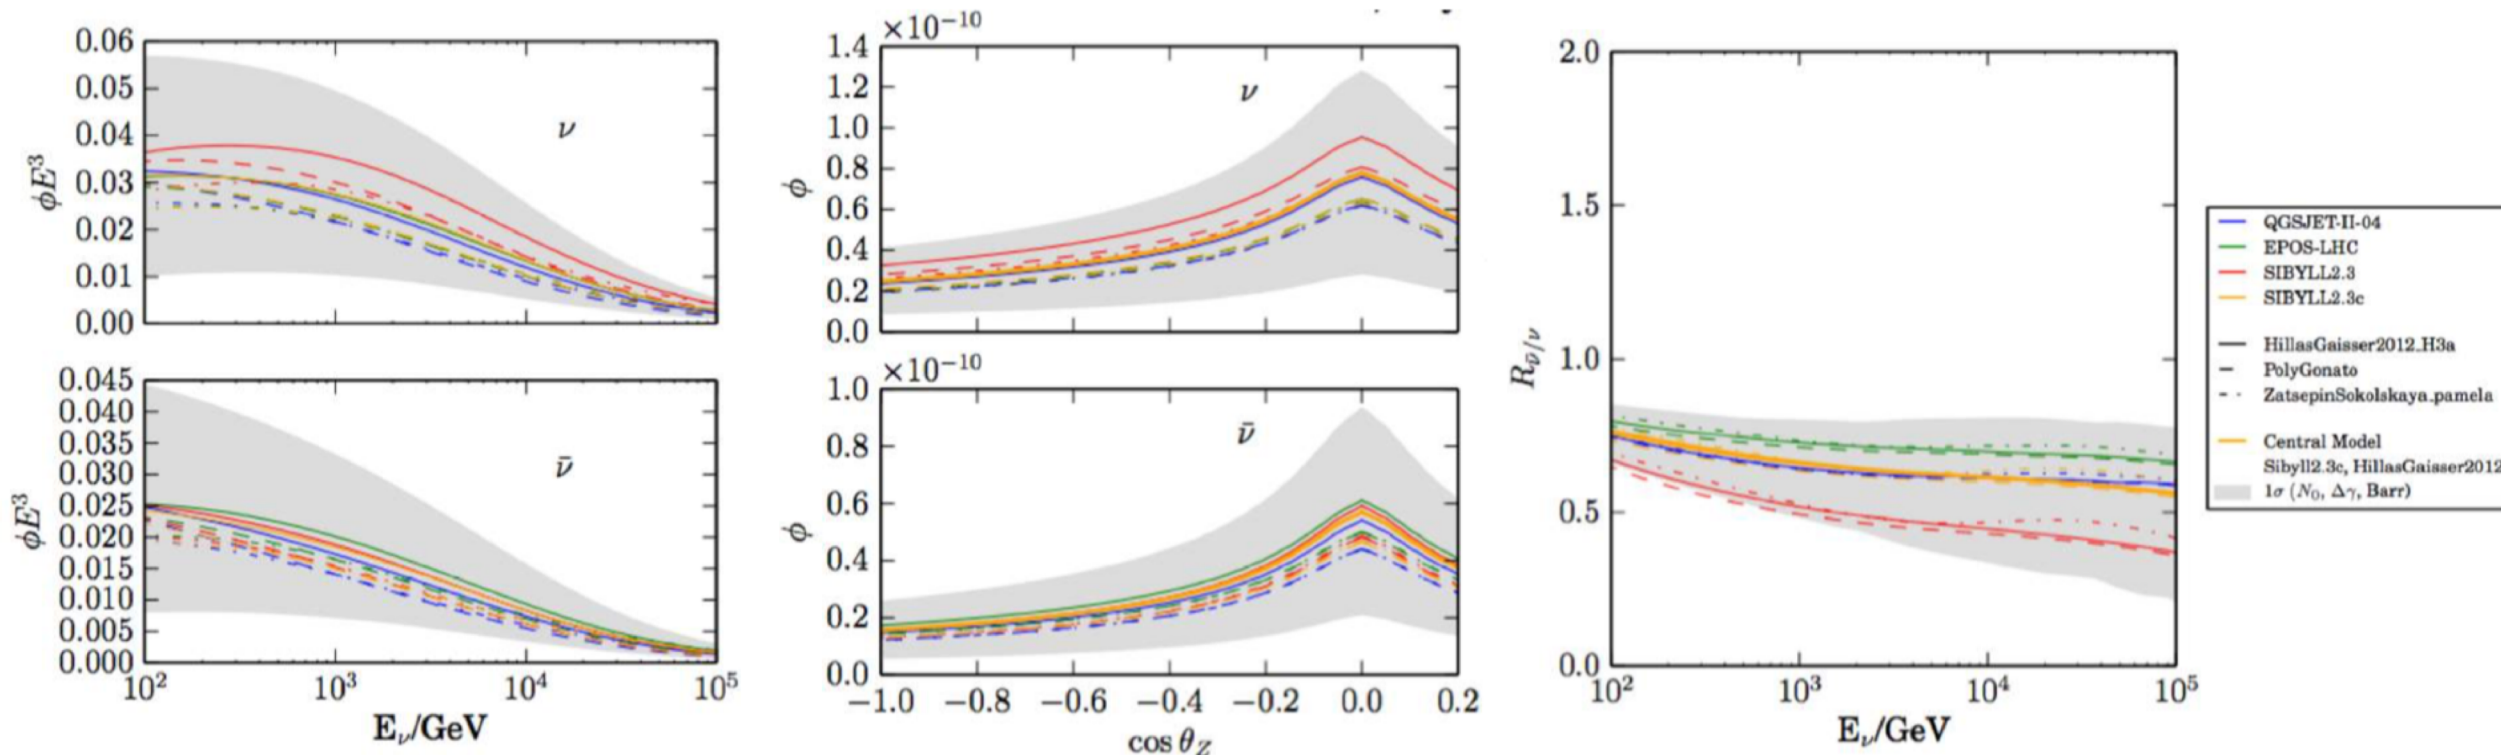 0.06
0.05
0.04
0.03
0.02
0.01
0.00
ϕE³
ν
0.045
0.040
0.035
0.030
0.025
0.020
0.015
0.010
0.005
0.000
ϕE³
ν̄
10² 10³ 10⁴ 10⁵
E_ν/GeV
×10⁻¹⁰
1.4
1.2
1.0
0.8
0.6
0.4
0.2
0.0
ϕ
ν
×10⁻¹⁰
1.0
0.8
0.6
0.4
0.2
0.0
ϕ
ν̄
−1.0 −0.8 −0.6 −0.4 −0.2 0.0 0.2
cos θ_Z
2.0
1.5
1.0
0.5
0.0
R_ν̄/ν
10² 10³ 10⁴ 10⁵
E_ν/GeV
QGSJET-II-04
EPOS-LHC
SIBYLL2.3
SIBYLL2.3c
HillasGaisser2012_H3a
PolyGonato
ZatsepinSokolskaya_pamela
Central Model
Sibyll2.3c, HillasGaisser2012
1σ (N₀, Δγ, Barr)